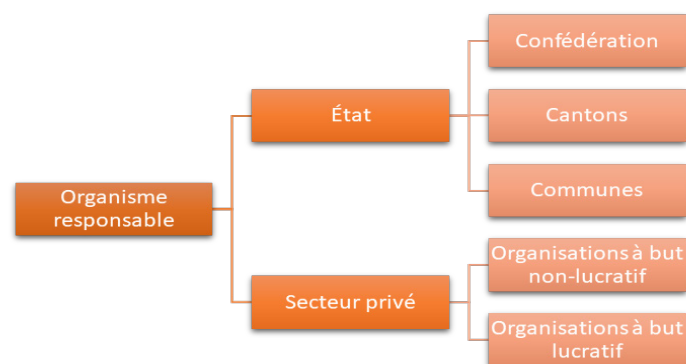 Organisme
responsable
État
Confédération
Cantons
Communes
Secteur privé
Organisations à but
non-lucratif
Organisations à but
lucratif